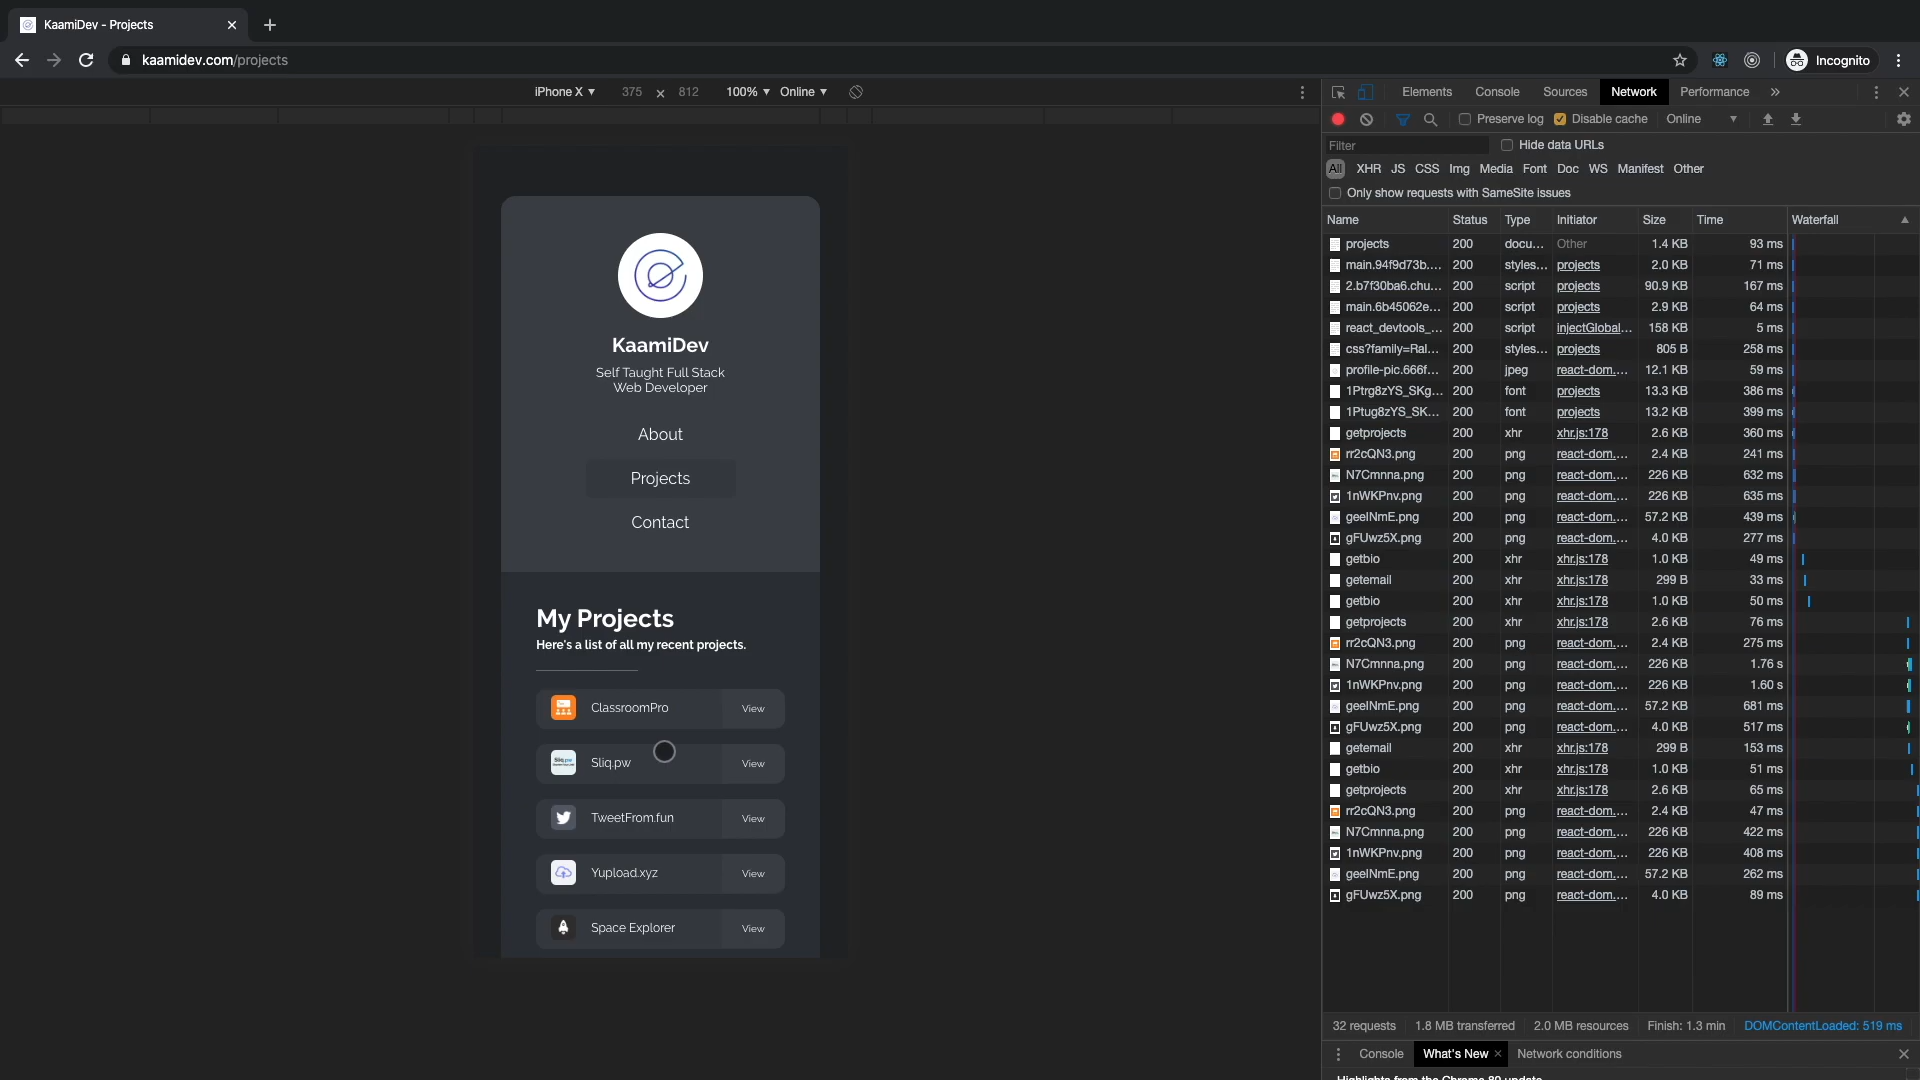 KaamiDev - Projects
kaamidev.com/projects
Incognito
iPhone X
375
812
100%
Online
Elements
Console
Sources
Network
Performance
Preserve log
Disable cache
Online
Filter
Hide data URLs
All
XHR
JS
CSS
Img
Media
Font
Doc
WS
Manifest
Other
Only show requests with SameSite issues
Name Status Type Initiator Size Time Waterfall
projects 200 docu... Other 1.4 KB 93 ms
main.94f9d73b.... 200 styles... projects 2.0 KB 71 ms
2.b7f30ba6.chu... 200 script projects 90.9 KB 167 ms
main.6b45062e... 200 script projects 2.9 KB 64 ms
react_devtools_... 200 script injectGlobal... 158 KB 5 ms
css?family=Ral... 200 styles... projects 805 B 258 ms
profile-pic.666f... 200 jpeg react-dom.... 12.1 KB 59 ms
1Ptrg8zYS_SKg... 200 font projects 13.3 KB 386 ms
1Ptug8zYS_SK... 200 font projects 13.2 KB 399 ms
getprojects 200 xhr xhr.js:178 2.6 KB 360 ms
rr2cQN3.png 200 png react-dom.... 2.4 KB 241 ms
N7Cmnna.png 200 png react-dom.... 226 KB 632 ms
1nWKPnv.png 200 png react-dom.... 226 KB 635 ms
geeINmE.png 200 png react-dom.... 57.2 KB 439 ms
gFUwz5X.png 200 png react-dom.... 4.0 KB 277 ms
getbio 200 xhr xhr.js:178 1.0 KB 49 ms
getemail 200 xhr xhr.js:178 299 B 33 ms
getbio 200 xhr xhr.js:178 1.0 KB 50 ms
getprojects 200 xhr xhr.js:178 2.6 KB 76 ms
rr2cQN3.png 200 png react-dom.... 2.4 KB 275 ms
N7Cmnna.png 200 png react-dom.... 226 KB 1.76 s
1nWKPnv.png 200 png react-dom.... 226 KB 1.60 s
geeINmE.png 200 png react-dom.... 57.2 KB 681 ms
gFUwz5X.png 200 png react-dom.... 4.0 KB 517 ms
getemail 200 xhr xhr.js:178 299 B 153 ms
getbio 200 xhr xhr.js:178 1.0 KB 51 ms
getprojects 200 xhr xhr.js:178 2.6 KB 65 ms
rr2cQN3.png 200 png react-dom.... 2.4 KB 47 ms
N7Cmnna.png 200 png react-dom.... 226 KB 422 ms
1nWKPnv.png 200 png react-dom.... 226 KB 408 ms
geeINmE.png 200 png react-dom.... 57.2 KB 262 ms
gFUwz5X.png 200 png react-dom.... 4.0 KB 89 ms
32 requests
1.8 MB transferred
2.0 MB resources
Finish: 1.3 min
DOMContentLoaded: 519 ms
Console
What's New
Network conditions
Highlights from the Chrome 80 update
KaamiDev
Self Taught Full Stack
Web Developer
About
Projects
Contact
My Projects
Here's a list of all my recent projects.
ClassroomPro
View
Sliq.pw
View
TweetFrom.fun
View
Yupload.xyz
View
Space Explorer
View